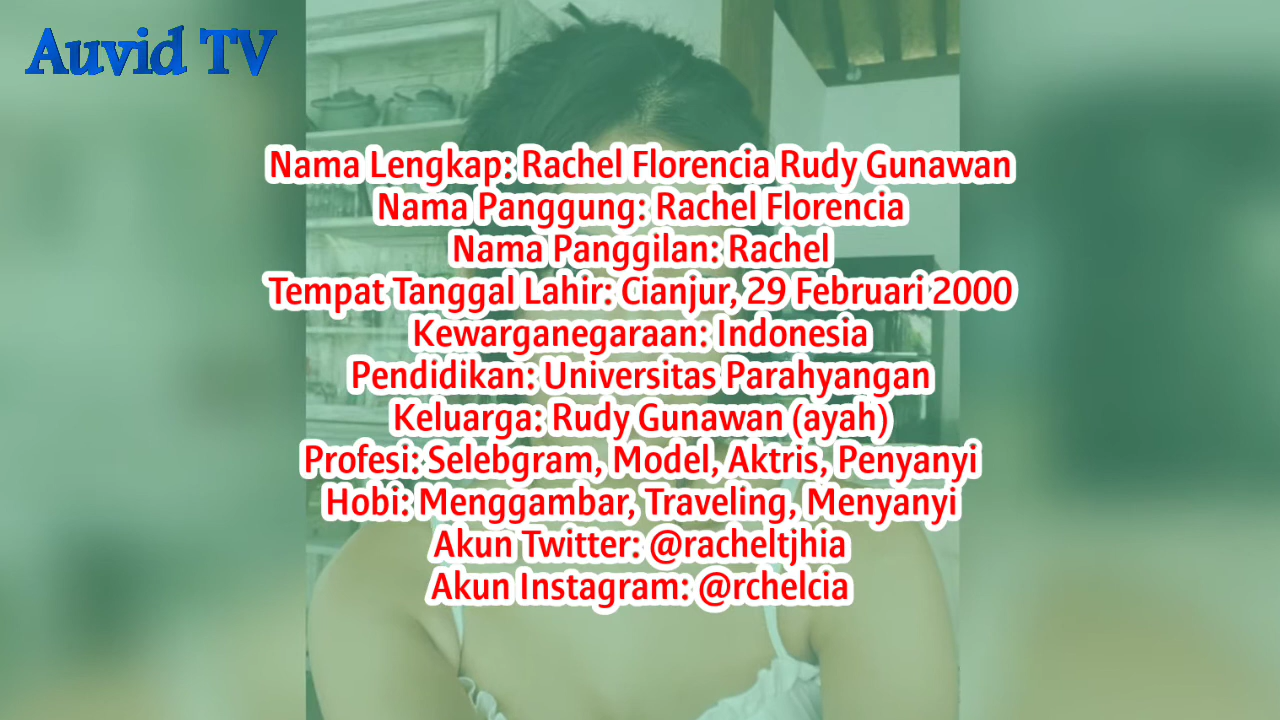 Auvid TV
Nama Lengkap: Rachel Florencia Rudy Gunawan
Nama Panggung: Rachel Florencia
Nama Panggilan: Rachel
Tempat Tanggal Lahir: Cianjur, 29 Februari 2000
Kewarganegaraan: Indonesia
Pendidikan: Universitas Parahyangan
Keluarga: Rudy Gunawan (ayah)
Profesi: Selebgram, Model, Aktris, Penyanyi
Hobi: Menggambar, Traveling, Menyanyi
Akun Twitter: @racheltjhia
Akun Instagram: @rchelcia